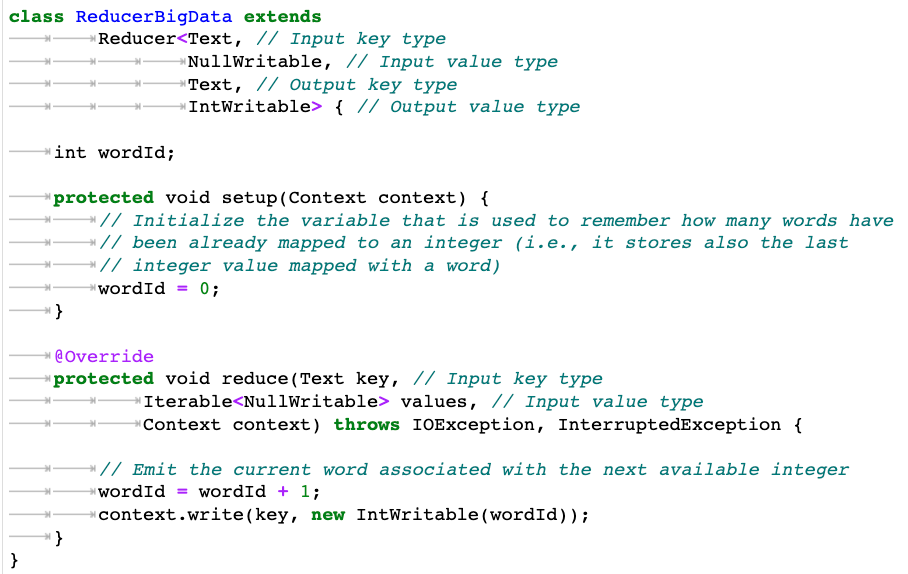 class ReducerBigData extends
Reducer<Text, // Input key type
NullWritable, // Input value type
Text, // Output key type
IntWritable> { // Output value type
int wordId;
protected void setup(Context context) {
// Initialize the variable that is used to remember how many words have
// been already mapped to an integer (i.e., it stores also the last
// integer value mapped with a word)
wordId = 0;
}
@Override
protected void reduce(Text key, // Input key type
Iterable<NullWritable> values, // Input value type
Context context) throws IOException, InterruptedException {
// Emit the current word associated with the next available integer
wordId = wordId + 1;
context.write(key, new IntWritable(wordId));
}
}